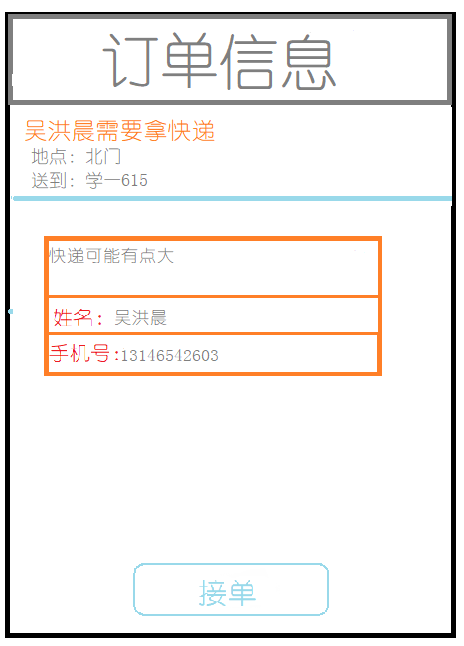 订单信息
吴洪晨需要拿快递
地点：北门
送到：学一615
快递可能有点大
姓名：吴洪晨
手机号:13146542603
接单